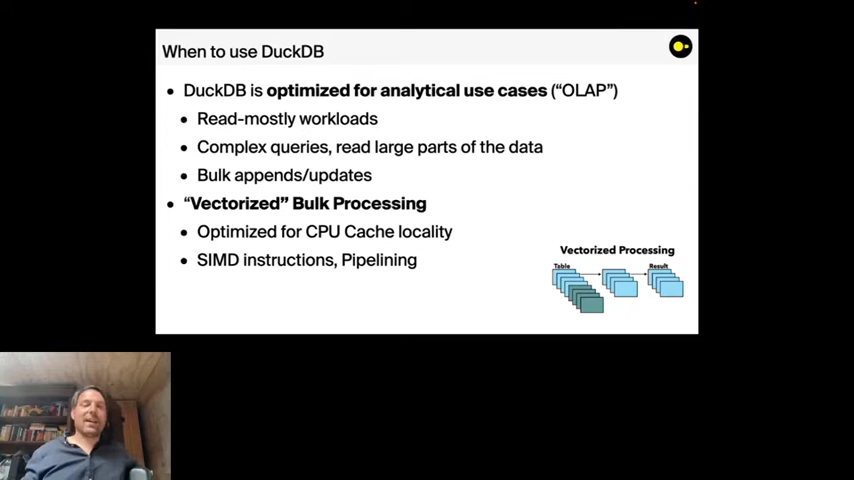 When to use DuckDB
• DuckDB is optimized for analytical use cases (“OLAP”)
• Read-mostly workloads
• Complex queries, read large parts of the data
• Bulk appends/updates
• “Vectorized” Bulk Processing
• Optimized for CPU Cache locality
• SIMD instructions, Pipelining
Vectorized Processing
Table
Result